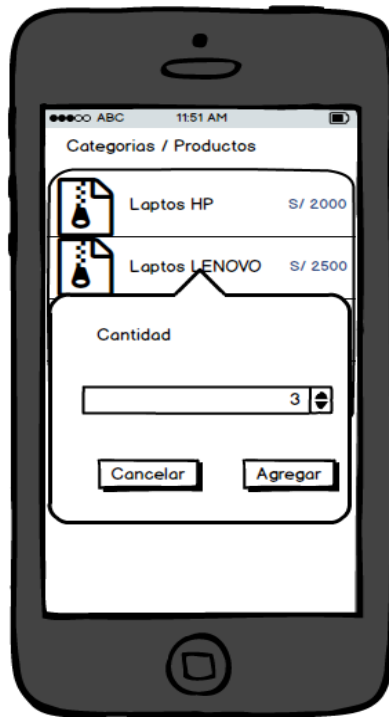 ABC 11:51 AM
Categorias / Productos
Laptos HP S/ 2000
Laptos LENOVO S/ 2500
Cantidad
3
Cancelar Agregar